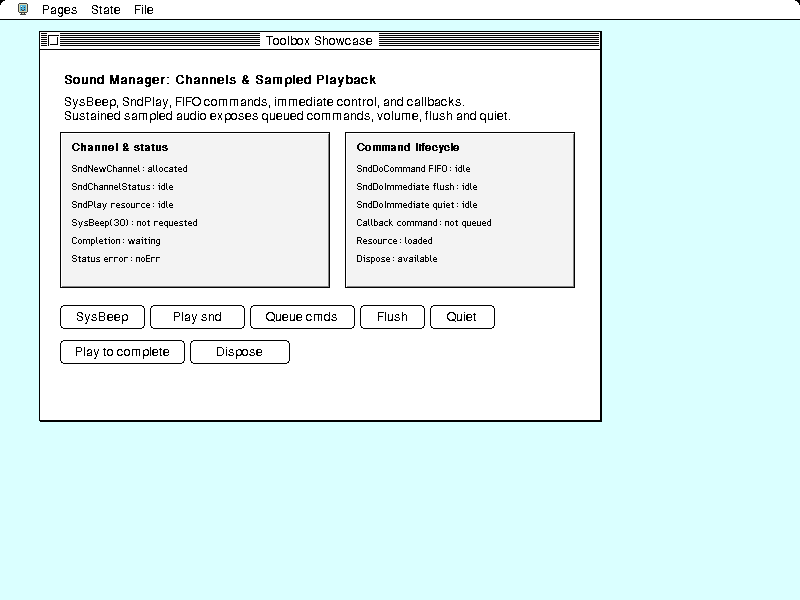 Pages State File
Toolbox Showcase
Sound Manager: Channels & Sampled Playback
SysBeep, SndPlay, FIFO commands, immediate control, and callbacks.
Sustained sampled audio exposes queued commands, volume, flush and quiet.
Channel & status
SndNewChannel: allocated
SndChannelStatus: idle
SndPlay resource: idle
SysBeep(30): not requested
Completion: waiting
Status error: noErr
Command lifecycle
SndDoCommand FIFO: idle
SndDoImmediate flush: idle
SndDoImmediate quiet: idle
Callback command: not queued
Resource: loaded
Dispose: available
SysBeep Play snd Queue cmds Flush Quiet
Play to complete Dispose